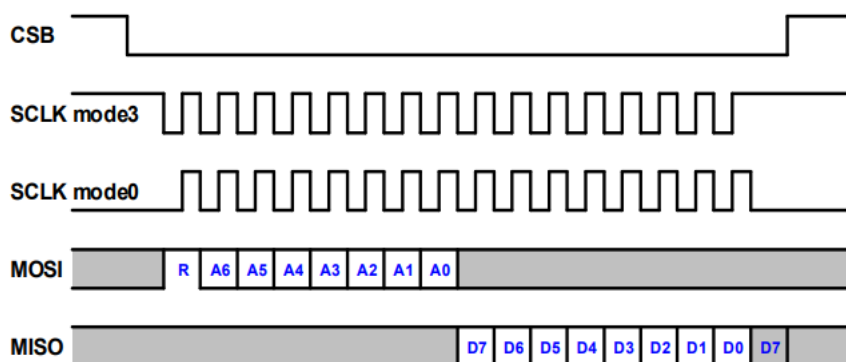 CSB
SCLK mode3
SCLK mode0
MOSI R A6 A5 A4 A3 A2 A1 A0
MISO D7 D6 D5 D4 D3 D2 D1 D0 D7